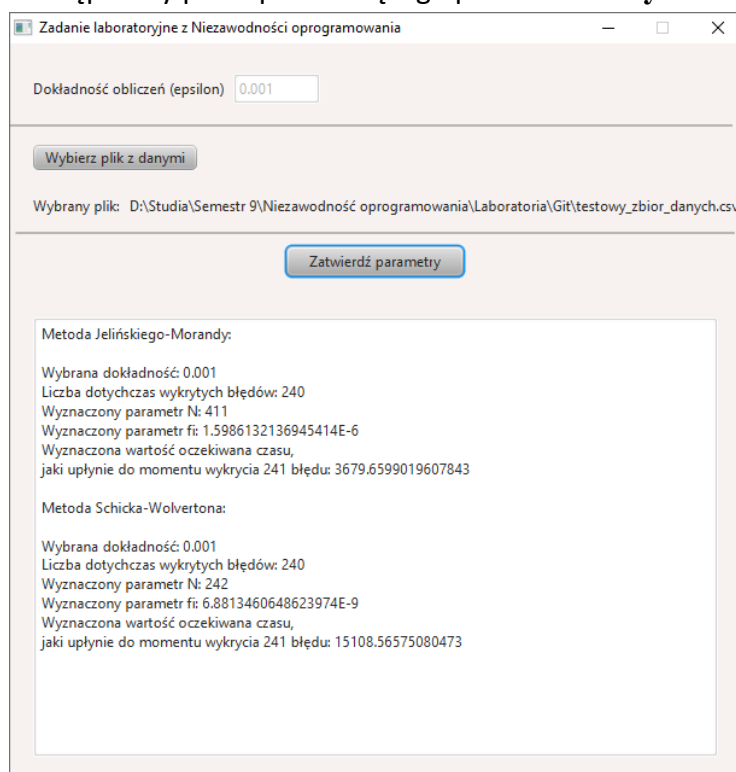 Zadanie laboratoryjne z Niezawodności oprogramowania
Dokładność obliczeń (epsilon) 0.001
Wybierz plik z danymi
Wybrany plik: D:\Studia\Semestr 9\Niezawodność oprogramowania\Laboratoria\Git\testowy_zbior_danych.csv
Zatwierdź parametry
Metoda Jelińskiego-Morandy:
Wybrana dokładność: 0.001
Liczba dotychczas wykrytych błędów: 240
Wyznaczony parametr N: 411
Wyznaczony parametr fi: 1.5986132136945414E-6
Wyznaczona wartość oczekiwana czasu,
jaki upłynie do momentu wykrycia 241 błędu: 3679.6599019607843
Metoda Schicka-Wolvertona:
Wybrana dokładność: 0.001
Liczba dotychczas wykrytych błędów: 240
Wyznaczony parametr N: 242
Wyznaczony parametr fi: 6.8813460648623974E-9
Wyznaczona wartość oczekiwana czasu,
jaki upłynie do momentu wykrycia 241 błędu: 15108.56575080473